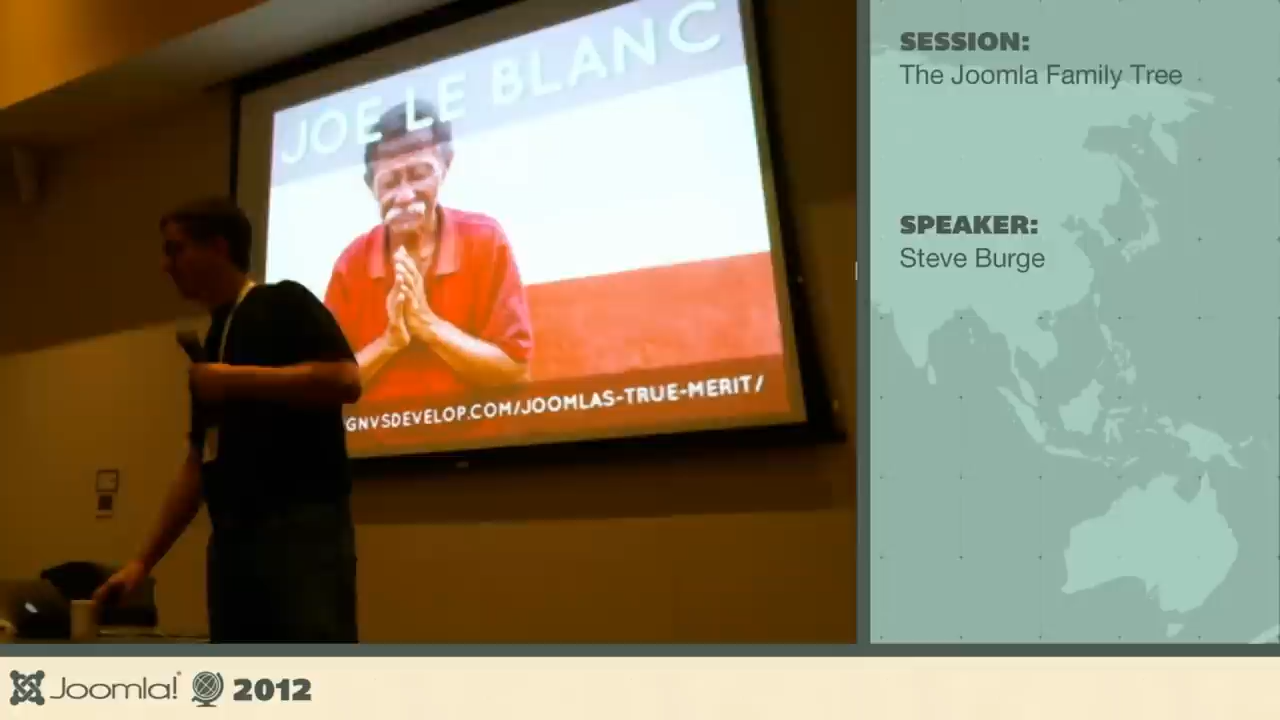 JOE LE BLANC
GNVSDEVELOP.COM/JOOMLAS-TRUE-MERIT/
SESSION:
The Joomla Family Tree
SPEAKER:
Steve Burge
Joomla! 2012